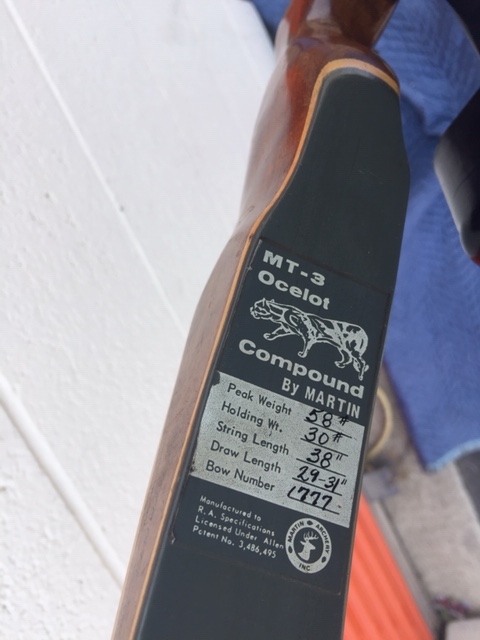 MT-3
Ocelot
Compound
By MARTIN
Peak Weight 58#
Holding Wt. 30#
String Length 38"
Draw Length 29-31"
Bow Number 1777
Manufactured to
R. A. Specifications
Licensed Under Allen
Patent No. 3,486,495
MARTIN ARCHERY INC